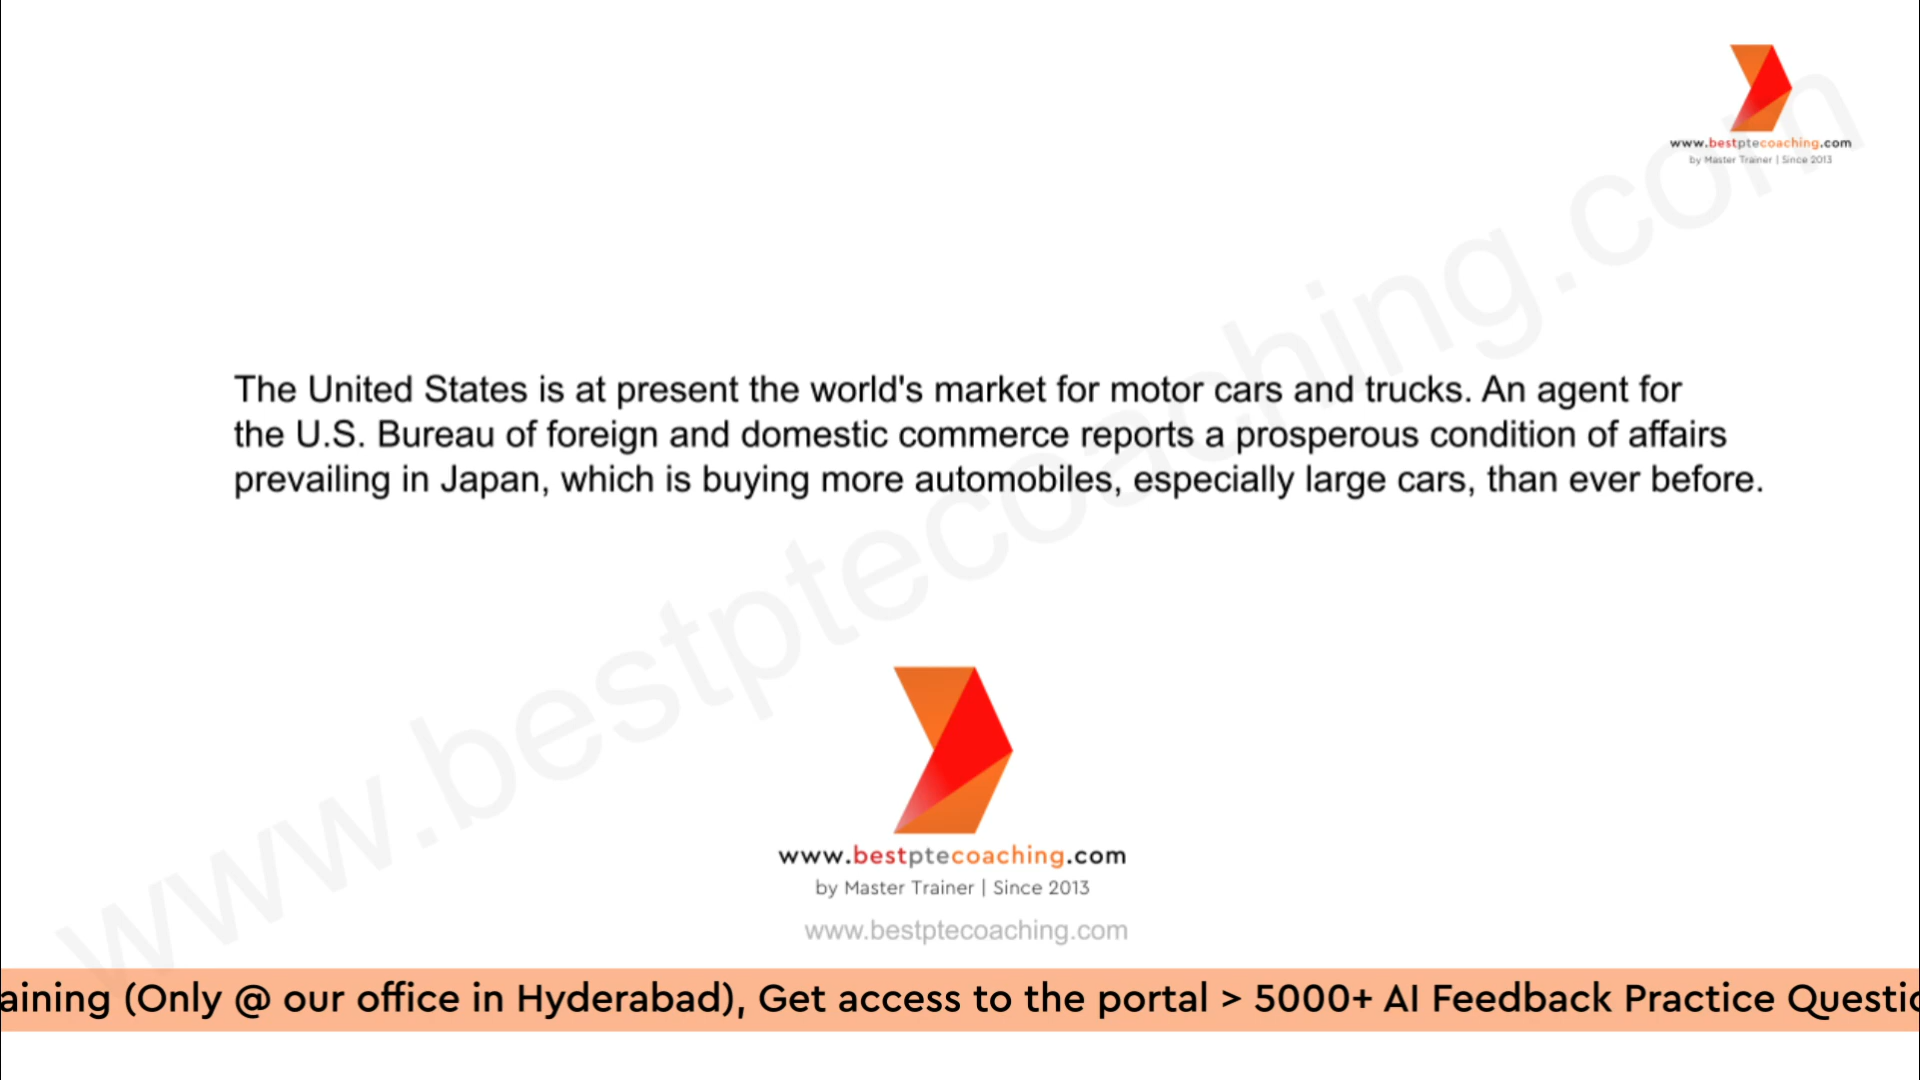 www.bestptecoaching.com
by Master Trainer | Since 2013
The United States is at present the world's market for motor cars and trucks. An agent for
the U.S. Bureau of foreign and domestic commerce reports a prosperous condition of affairs
prevailing in Japan, which is buying more automobiles, especially large cars, than ever before.
www.bestptecoaching.com
www.bestptecoaching.com
by Master Trainer | Since 2013
www.bestptecoaching.com
aining (Only @ our office in Hyderabad), Get access to the portal > 5000+ AI Feedback Practice Questio